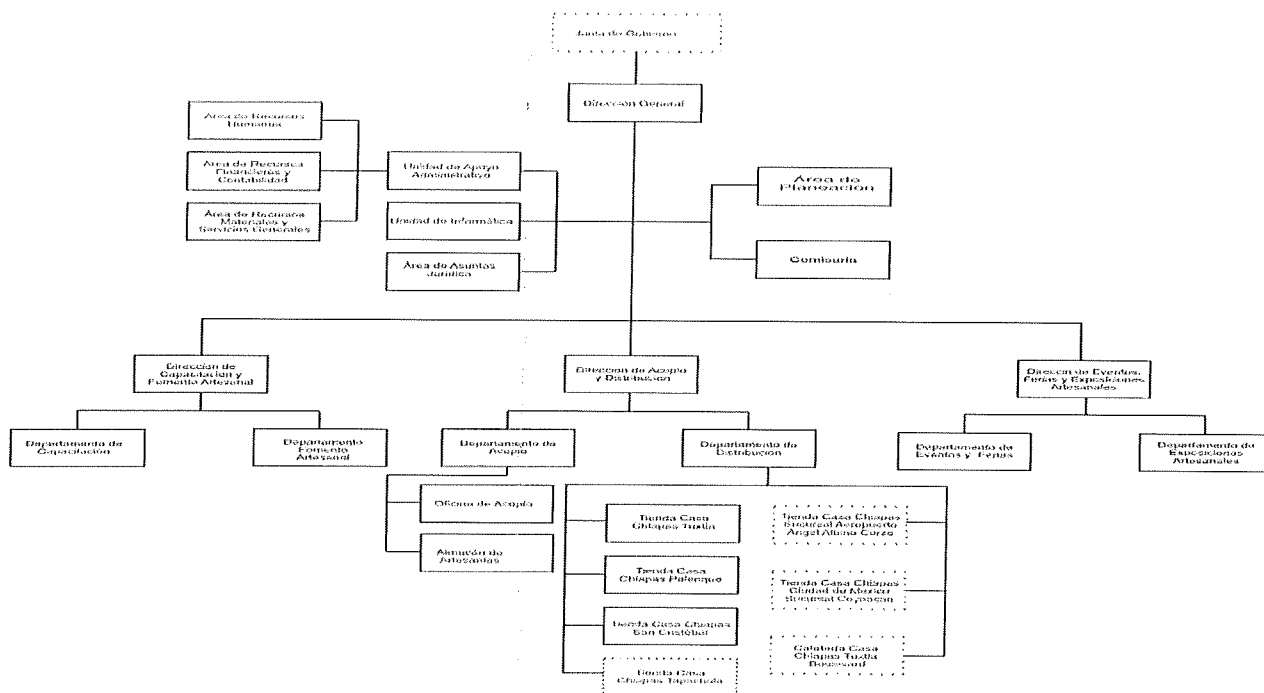 Junta de Gobierno
Dirección General
Área de Recursos
Humanos
Área de Recursos
Financieros y
Contabilidad
Área de Recursos
Materiales y
Servicios Generales
Unidad de Apoyo
Administrativo
Unidad de Informática
Área de Asuntos
Jurídica
Área de
Planeación
Comisaría
Dirección de
Capacitación y
Fomento Artesanal
Dirección de Acopio
y Distribución
Direccón de Eventos,
Ferias y Exposiciones
Artesanales
Departamento de
Capacitación
Departamento
Fomento
Artesanal
Departamento de
Acopio
Departamento de
Distribución
Departamento de
Eventos y Ferias
Departamento de
Exposiciones
Artesanales
Oficina de Acopio
Almacén de
Artesanías
Tienda Casa
Chiapas Tuxtla
Tienda Casa
Chiapas Palenque
Tienda Casa Chiapas
San Cristóbal
Tienda Casa
Chiapas Tapachula
Tienda Casa Chiapas
Sucursal Aeropuerto
Ángel Albino Corzo
Tienda Casa Chiapas
Ciudad de México
Sucursal Coyoacán
Cafetería Casa
Chiapas Tuxtla
Boulevard